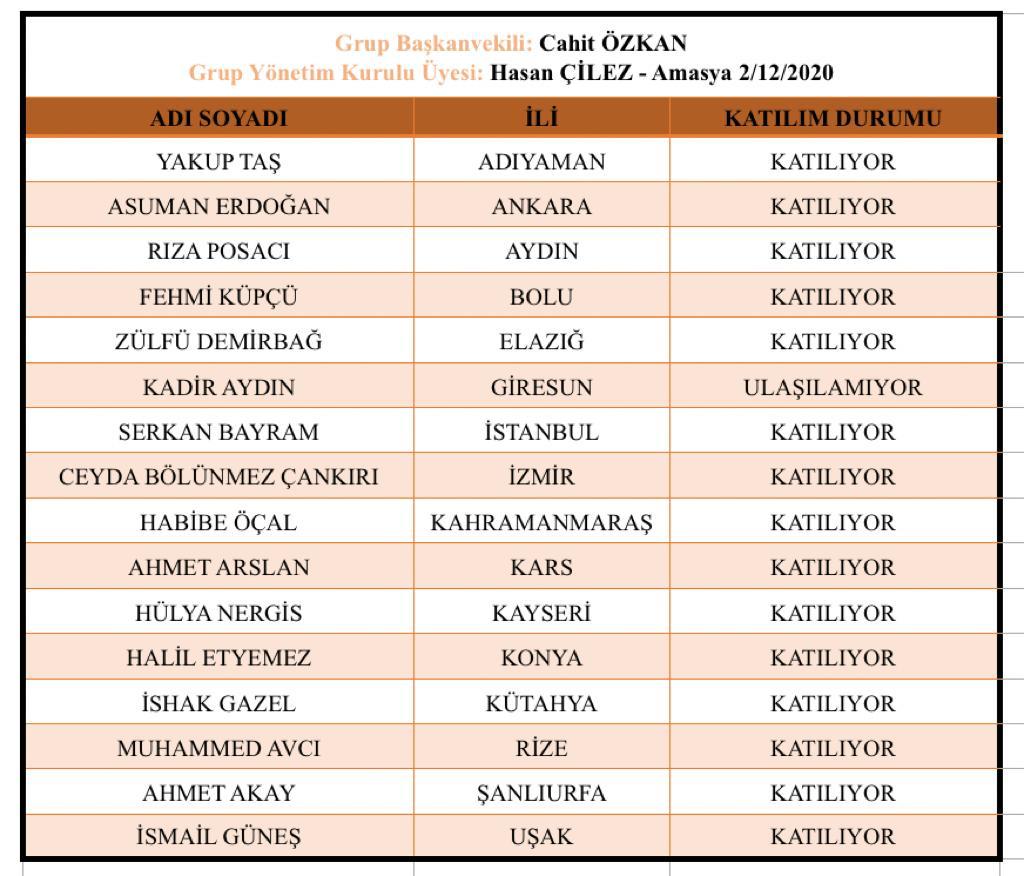 Grup Başkanvekili: Cahit ÖZKAN
Grup Yönetim Kurulu Üyesi: Hasan ÇİLEZ - Amasya 2/12/2020
ADI SOYADI İLİ KATILIM DURUMU
YAKUP TAŞ ADIYAMAN KATILIYOR
ASUMAN ERDOĞAN ANKARA KATILIYOR
RIZA POSACI AYDIN KATILIYOR
FEHMİ KÜPÇÜ BOLU KATILIYOR
ZÜLFÜ DEMİRBAĞ ELAZIĞ KATILIYOR
KADİR AYDIN GİRESUN ULAŞILAMIYOR
SERKAN BAYRAM İSTANBUL KATILIYOR
CEYDA BÖLÜNMEZ ÇANKIRI İZMİR KATILIYOR
HABİBE ÖÇAL KAHRAMANMARAŞ KATILIYOR
AHMET ARSLAN KARS KATILIYOR
HÜLYA NERGİS KAYSERİ KATILIYOR
HALİL ETYEMEZ KONYA KATILIYOR
İSHAK GAZEL KÜTAHYA KATILIYOR
MUHAMMED AVCI RİZE KATILIYOR
AHMET AKAY ŞANLIURFA KATILIYOR
İSMAİL GÜNEŞ UŞAK KATILIYOR